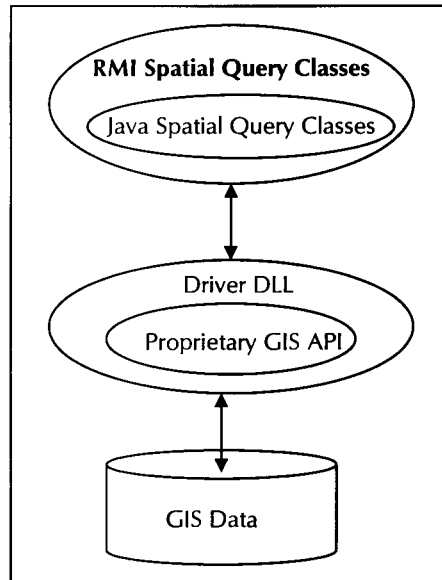 RMI Spatial Query Classes
Java Spatial Query Classes
Driver DLL
Proprietary GIS API
GIS Data